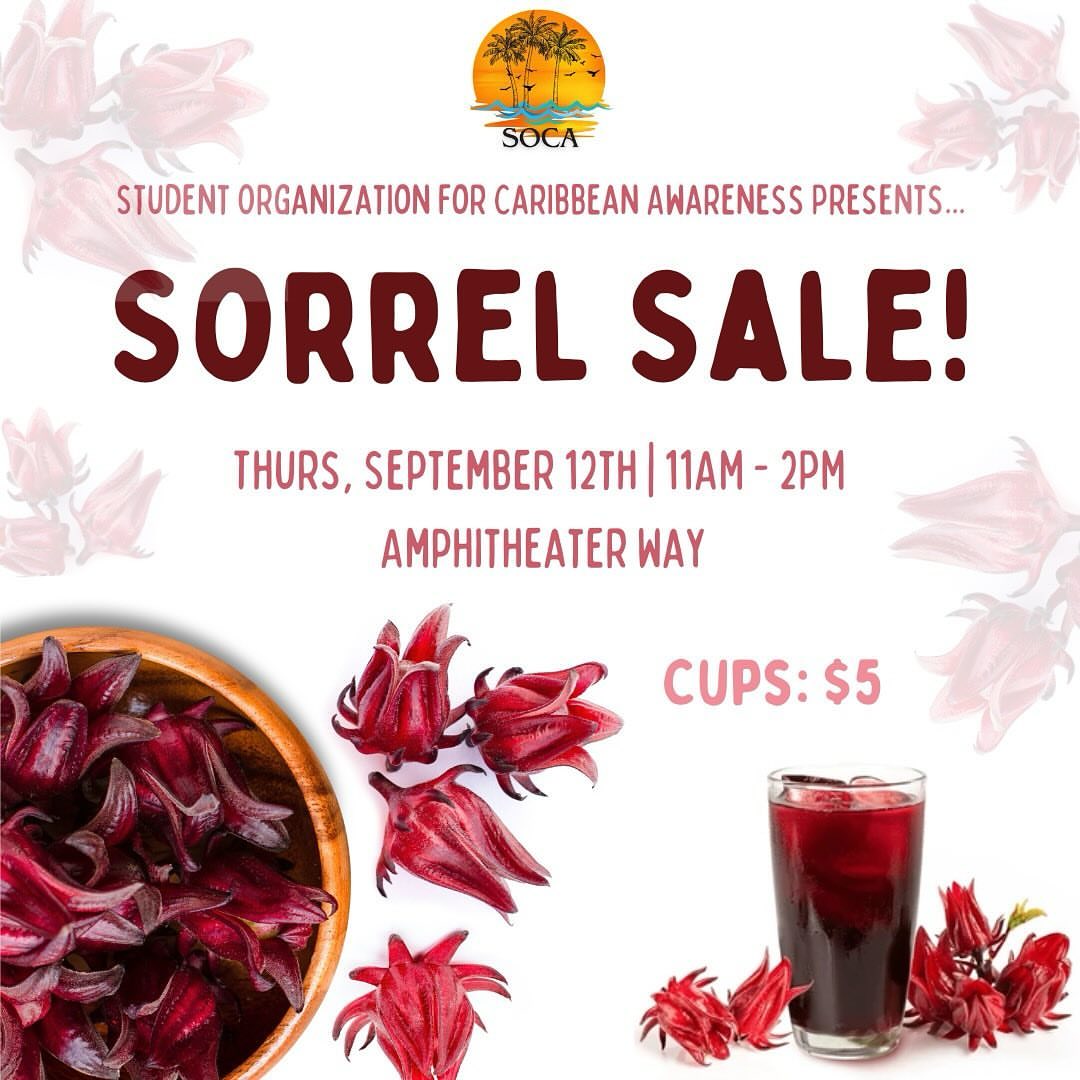 SOCA
STUDENT ORGANIZATION FOR CARIBBEAN AWARENESS PRESENTS...
SORREL SALE!
THURS, SEPTEMBER 12TH | 11AM - 2PM
AMPHITHEATER WAY
CUPS: $5